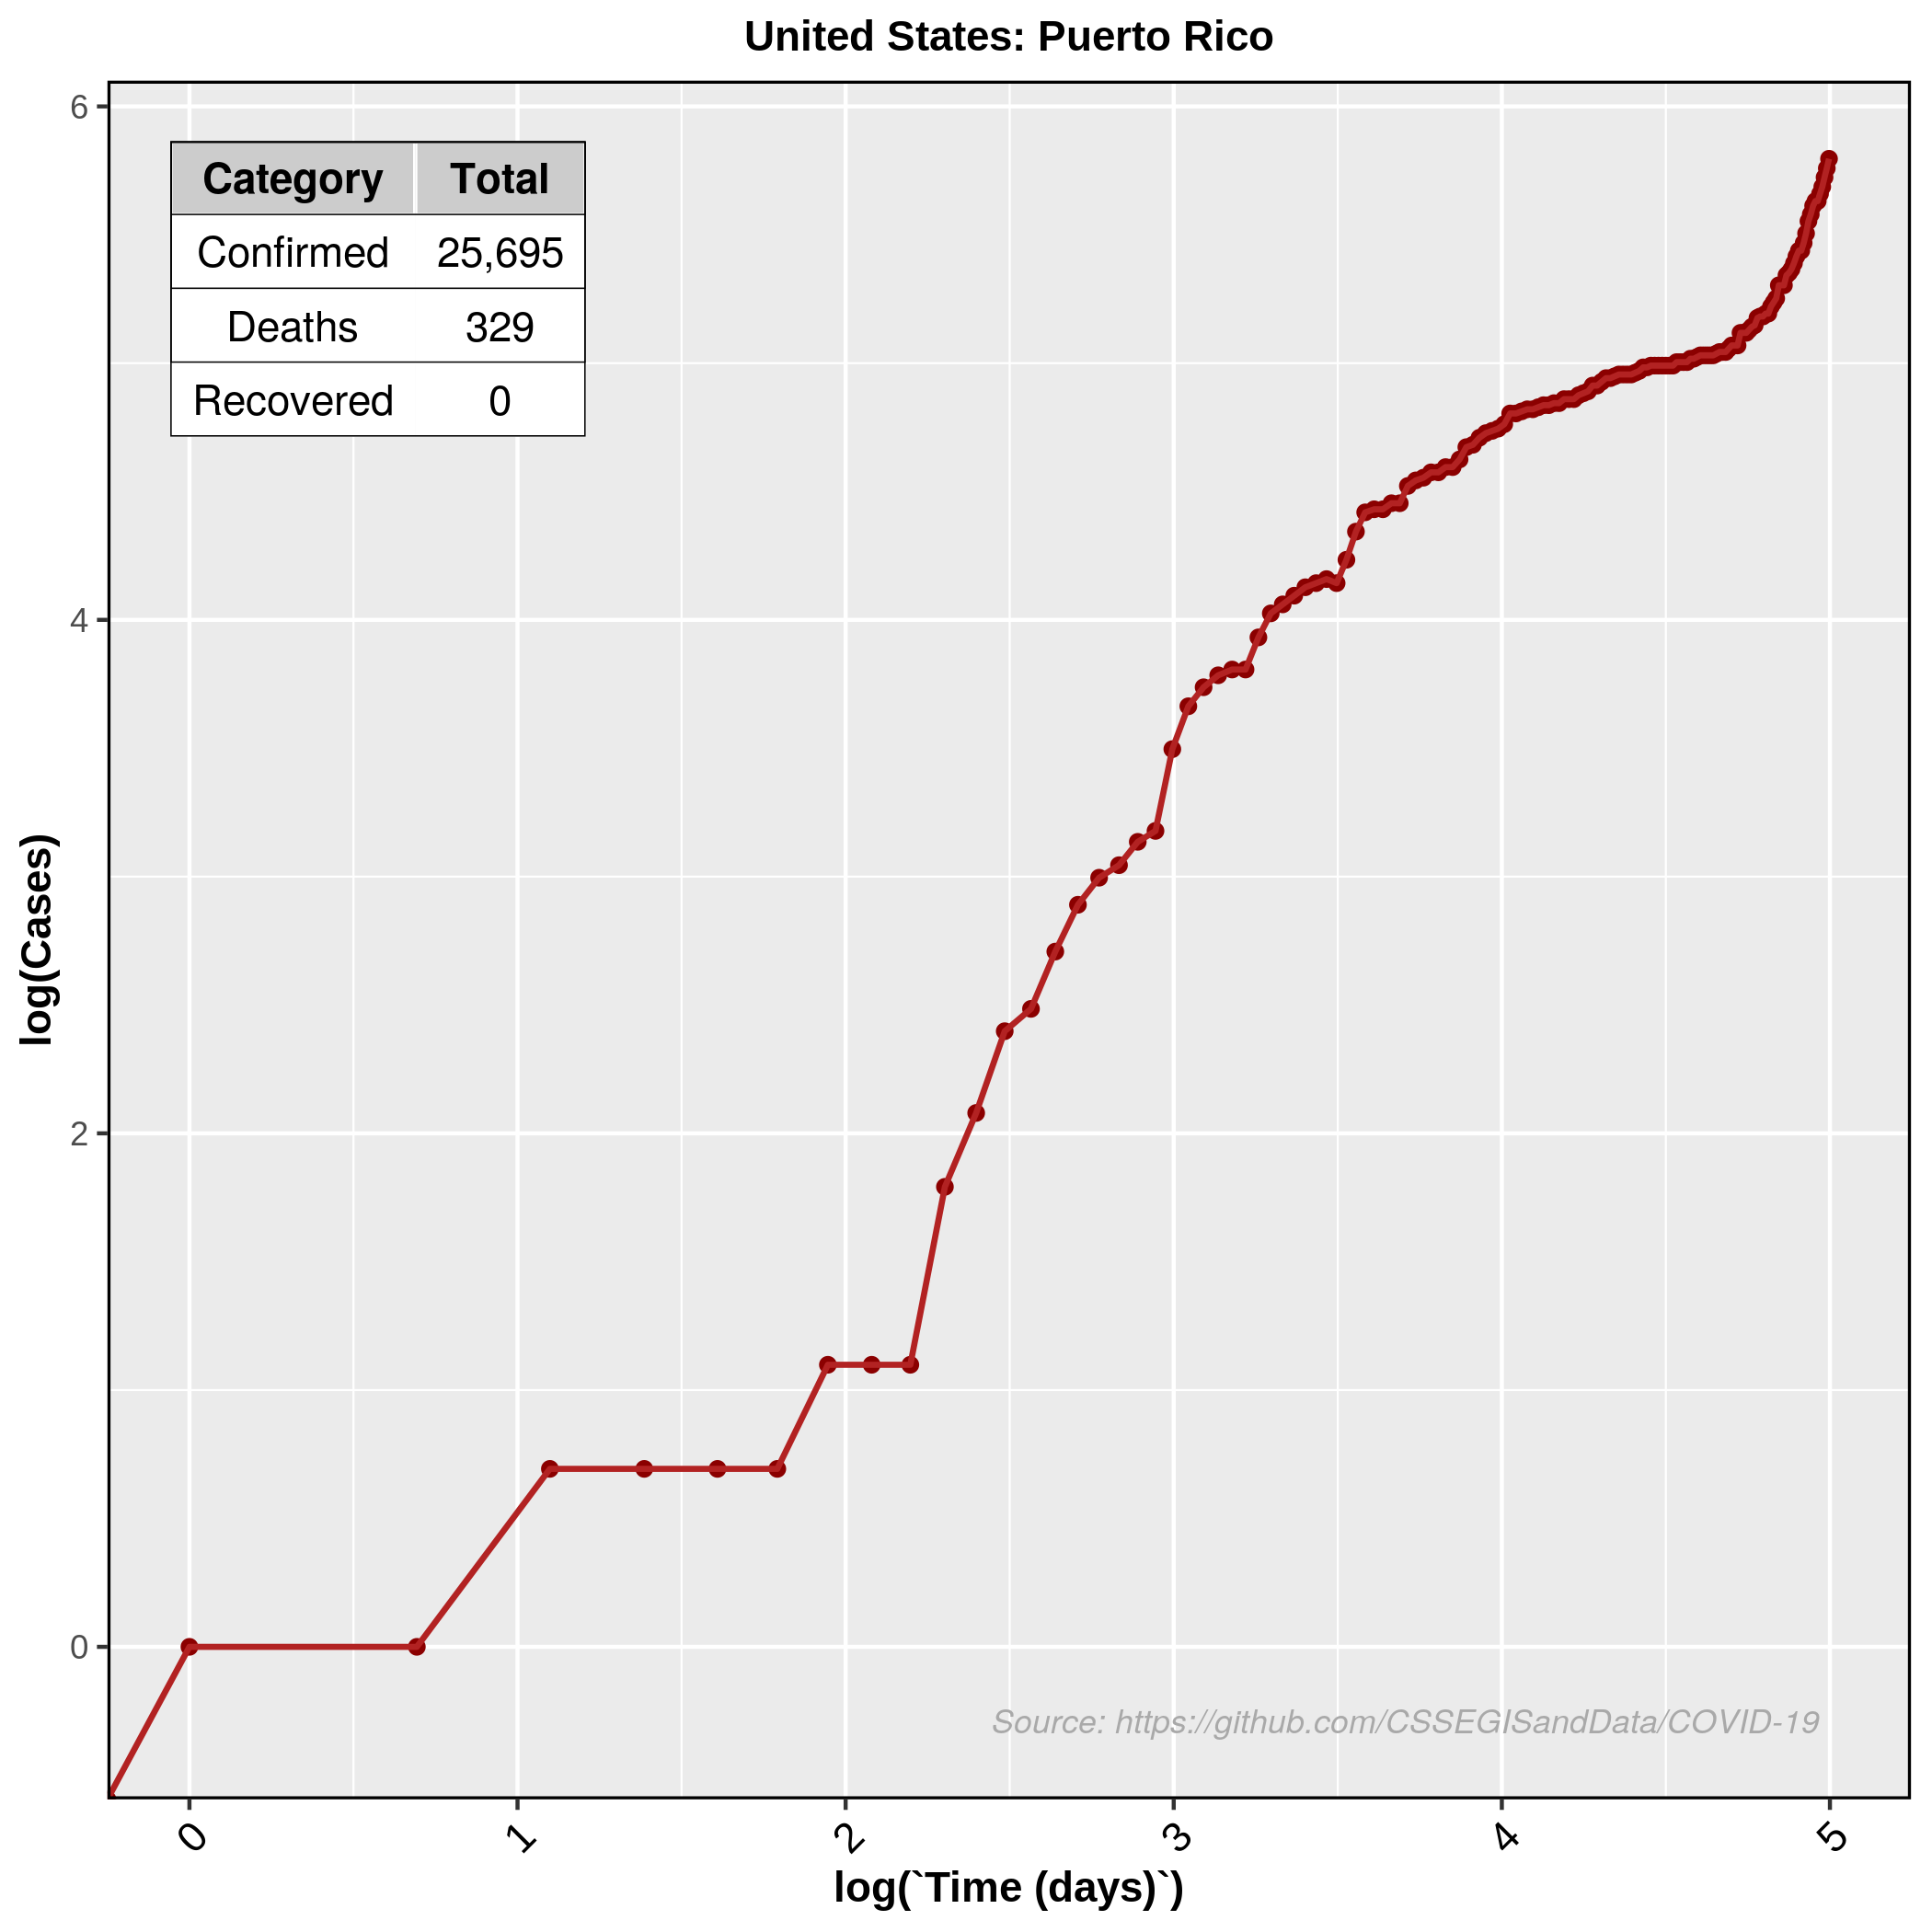 United States: Puerto Rico
6
Category Total
Confirmed 25,695
Deaths 329
Recovered 0
4
log(Cases)
2
0
Source: https://github.com/CSSEGISandData/COVID-19
0 1 2 3 4 5
log(`Time (days)`)